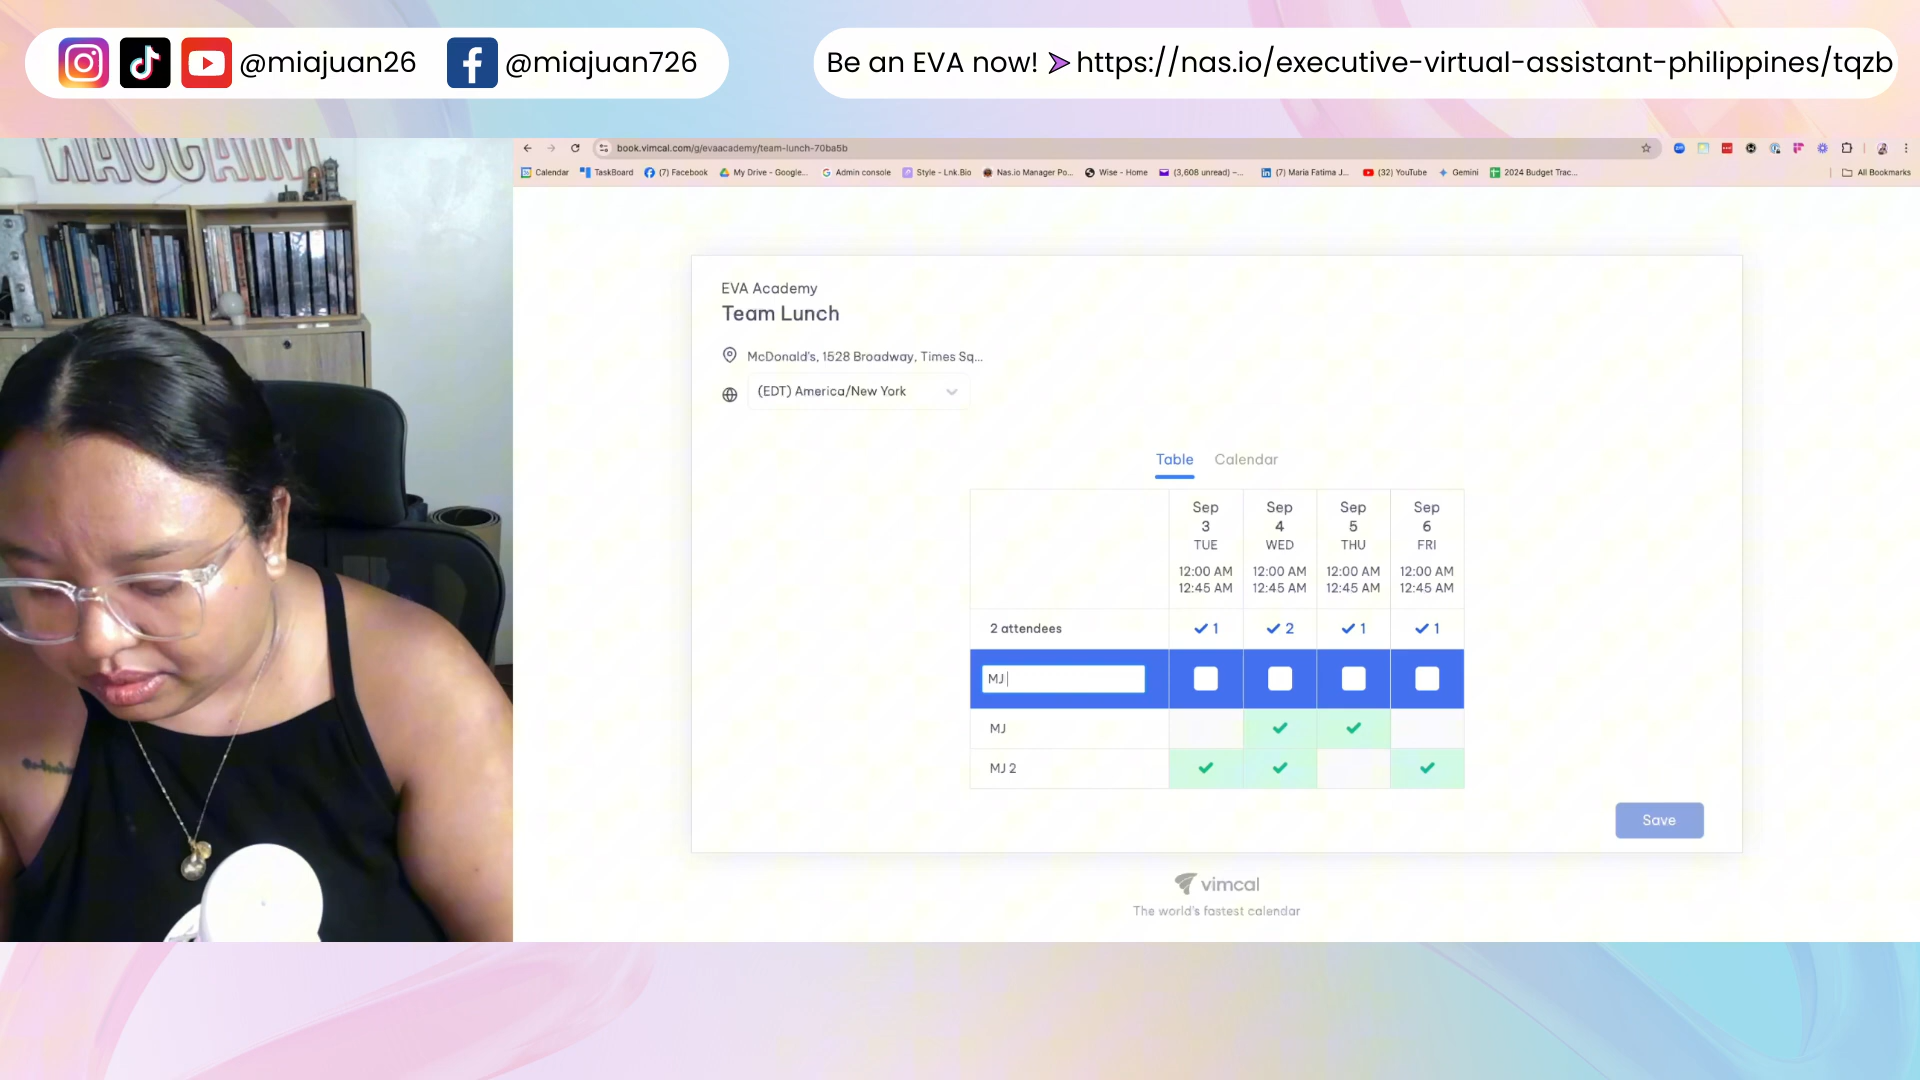 @miajuan26
@miajuan726
Be an EVA now! ➤ https://nas.io/executive-virtual-assistant-philippines/tqzb
book.vimcal.com/g/evaacademy/team-lunch-70ba5b
Calendar
TaskBoard
(7) Facebook
My Drive - Google...
Admin console
Style - Lnk.Bio
Nas.io Manager Po...
Wise - Home
(3,608 unread) –...
(7) Maria Fatima J...
(32) YouTube
Gemini
2024 Budget Trac...
All Bookmarks
EVA Academy
Team Lunch
McDonald's, 1528 Broadway, Times Sq...
(EDT) America/New York
Table Calendar
Sep Sep Sep Sep
3 4 5 6
TUE WED THU FRI
12:00 AM 12:00 AM 12:00 AM 12:00 AM
12:45 AM 12:45 AM 12:45 AM 12:45 AM
2 attendees ✓ 1 ✓ 2 ✓ 1 ✓ 1
MJ
MJ
MJ 2
Save
vimcal
The world's fastest calendar